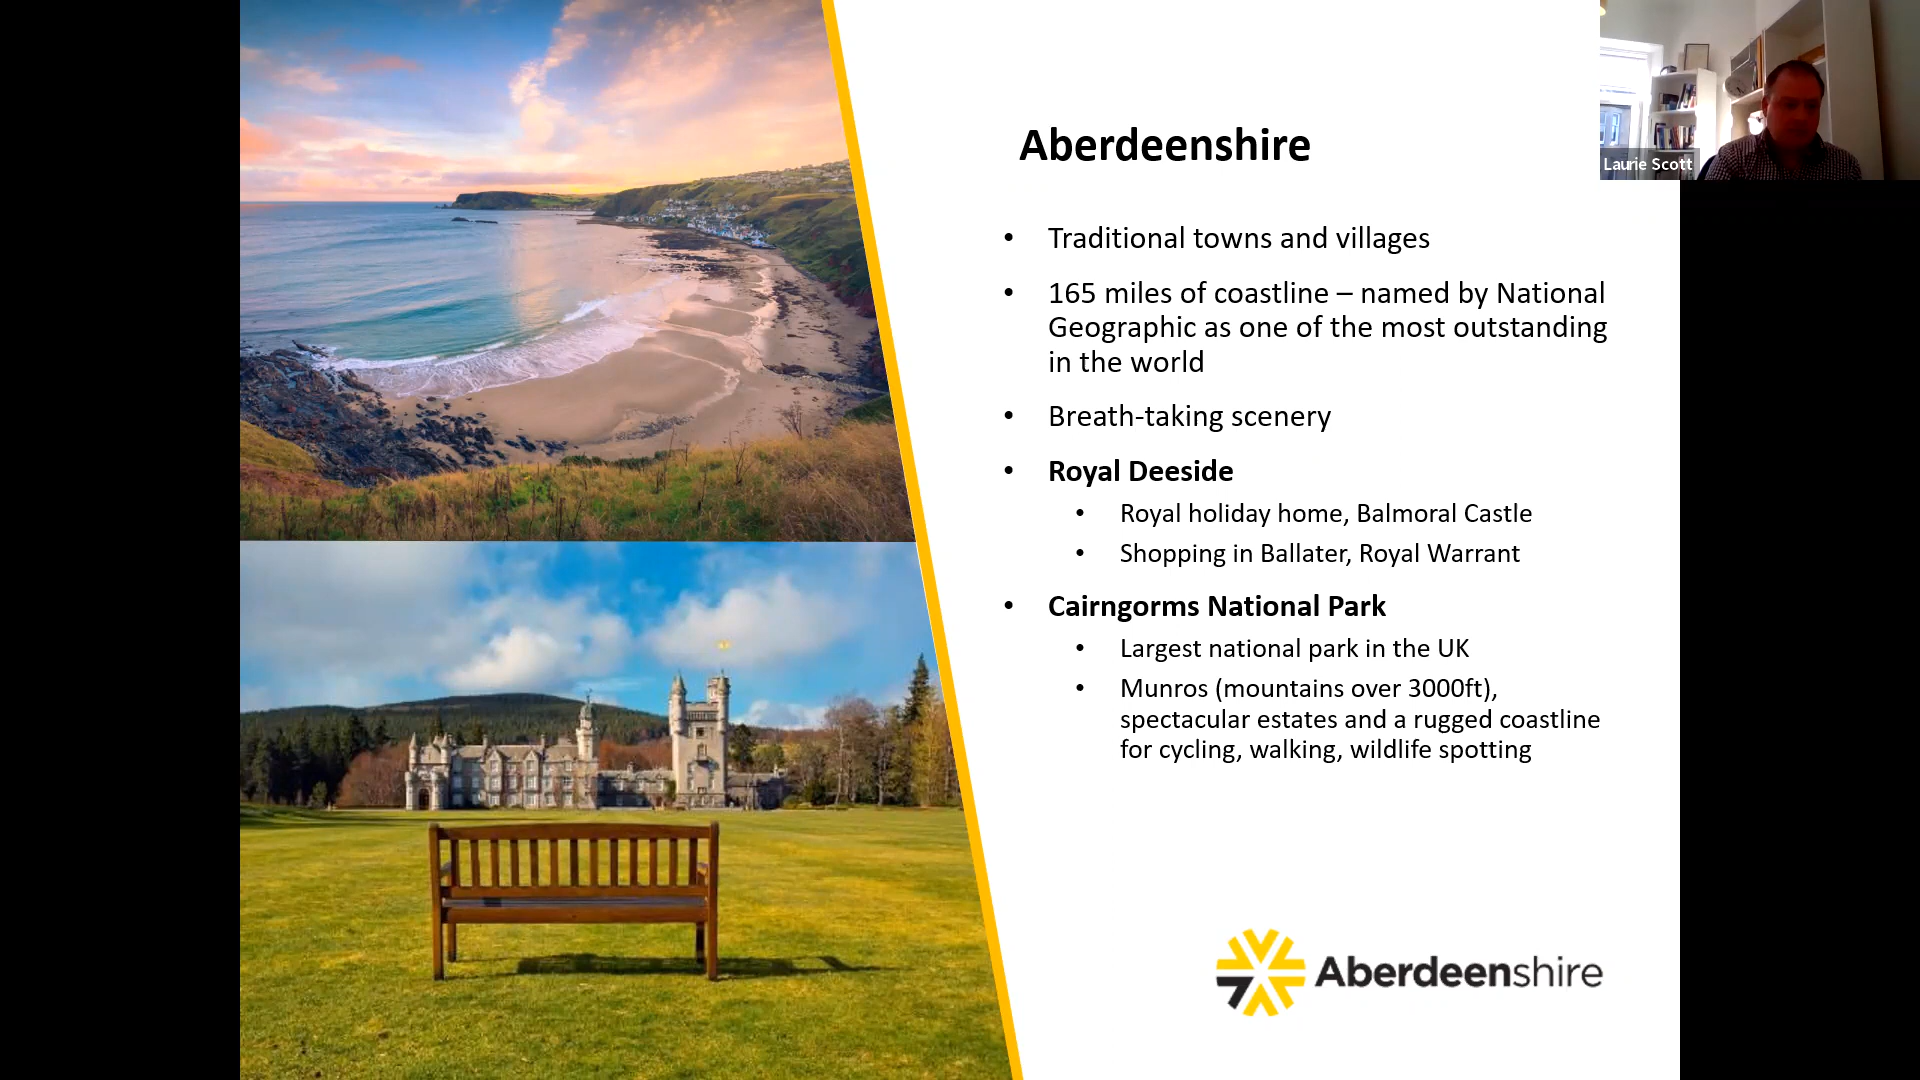 Aberdeenshire
Laurie Scott
• Traditional towns and villages
• 165 miles of coastline – named by National
Geographic as one of the most outstanding
in the world
• Breath-taking scenery
• Royal Deeside
• Royal holiday home, Balmoral Castle
• Shopping in Ballater, Royal Warrant
• Cairngorms National Park
• Largest national park in the UK
• Munros (mountains over 3000ft),
spectacular estates and a rugged coastline
for cycling, walking, wildlife spotting
Aberdeenshire